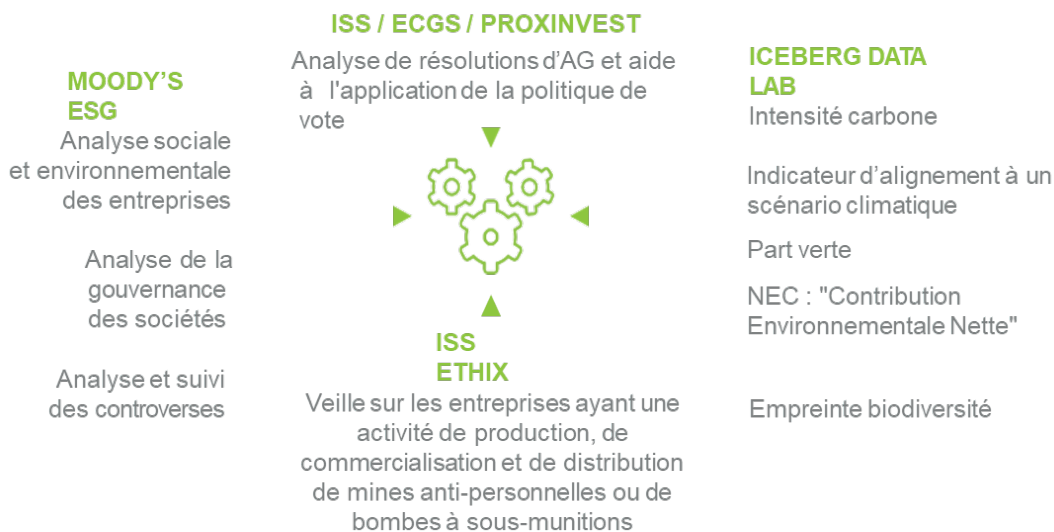 ISS / ECGS / PROXINVEST
Analyse de résolutions d’AG et aide
à l'application de la politique de
vote
MOODY’S
ESG
Analyse sociale
et environnementale
des entreprises
Analyse de la
gouvernance
des sociétés
Analyse et suivi
des controverses
ICEBERG DATA
LAB
Intensité carbone
Indicateur d’alignement à un
scénario climatique
Part verte
NEC : "Contribution
Environnementale Nette"
Empreinte biodiversité
ISS
ETHIX
Veille sur les entreprises ayant une
activité de production, de
commercialisation et de distribution
de mines anti-personnelles ou de
bombes à sous-munitions